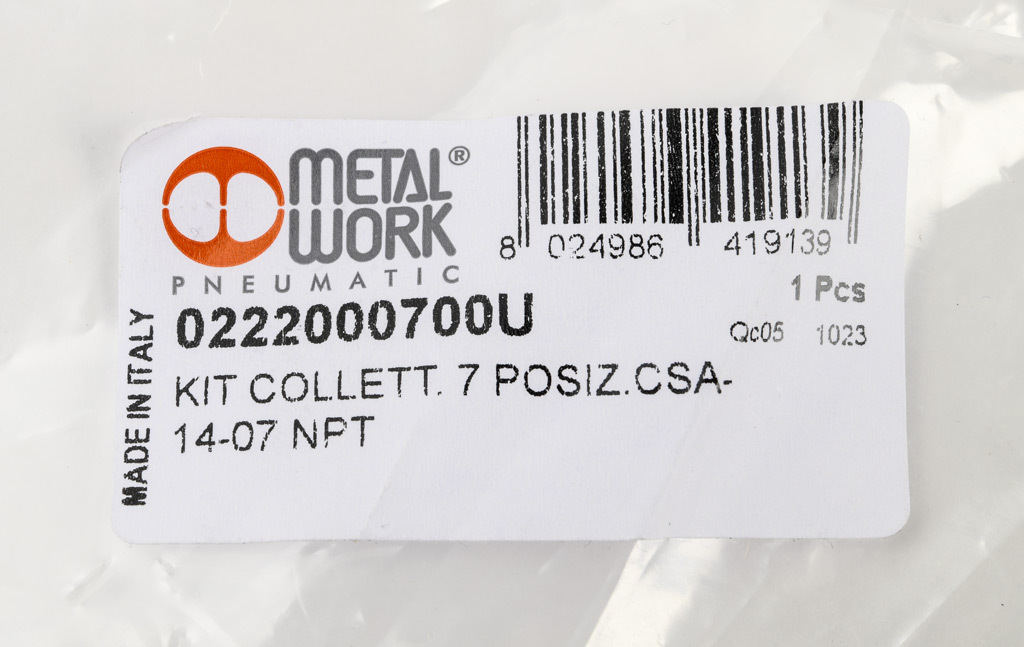 METAL®
WORK
PNEUMATIC
8 024986 419139
1 Pcs
0222000700U
Qc05 1023
KIT COLLETT. 7 POSIZ.CSA-
14-07 NPT
MADE IN ITALY